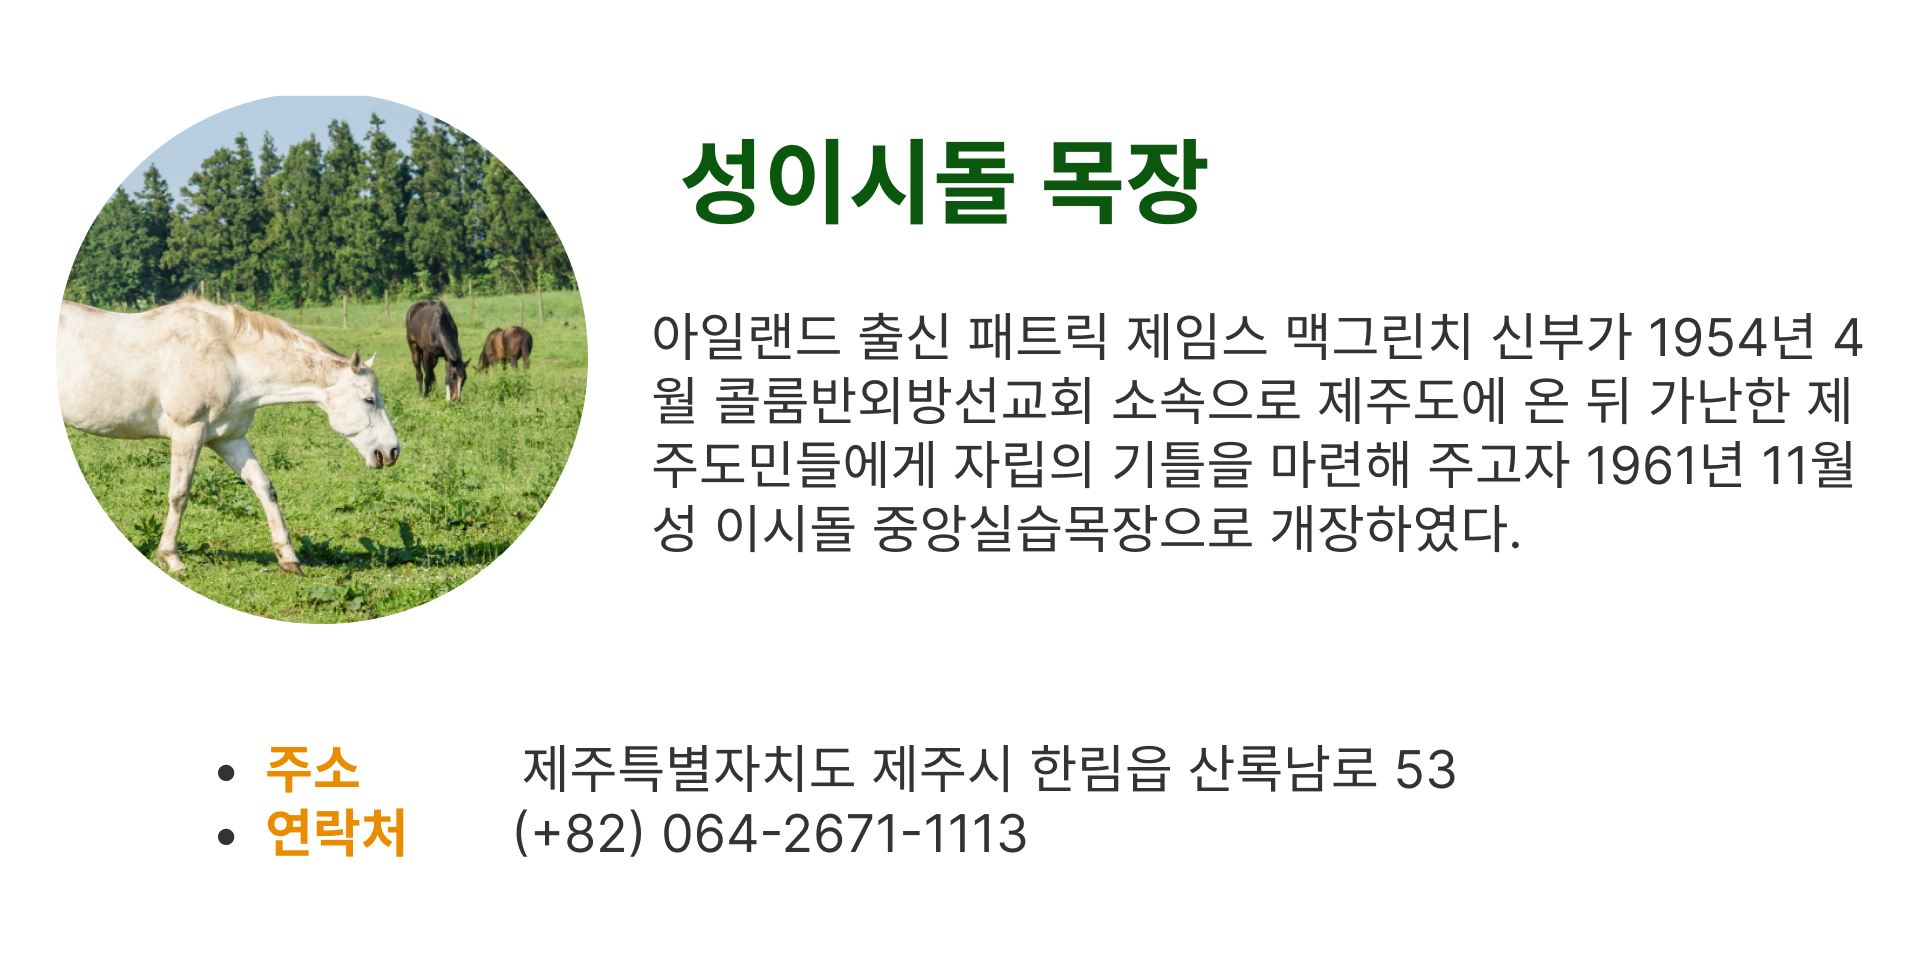 성이시돌 목장
아일랜드 출신 패트릭 제임스 맥그린치 신부가 1954년 4
월 콜룸반외방선교회 소속으로 제주도에 온 뒤 가난한 제
주도민들에게 자립의 기틀을 마련해 주고자 1961년 11월
성 이시돌 중앙실습목장으로 개장하였다.
• 주소 제주특별자치도 제주시 한림읍 산록남로 53
• 연락처 (+82) 064-2671-1113